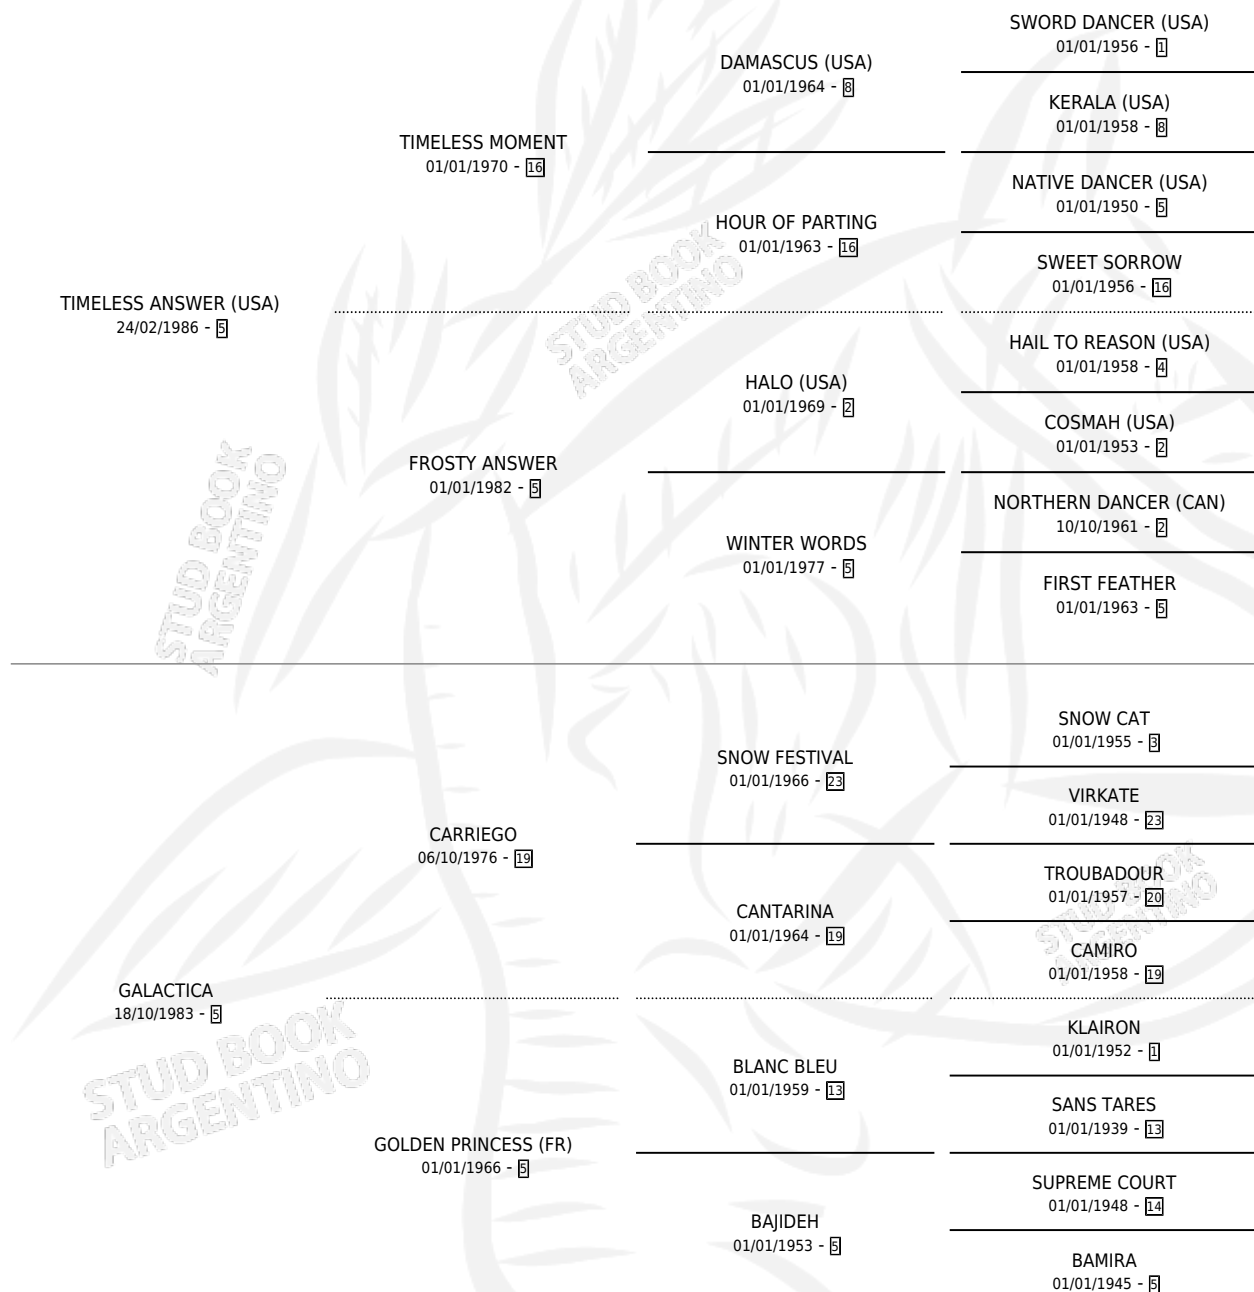 SWORD DANCER (USA)
01/01/1956 - 1
DAMASCUS (USA)
01/01/1964 - 8
KERALA (USA)
01/01/1958 - 8
TIMELESS MOMENT
01/01/1970 - 16
NATIVE DANCER (USA)
01/01/1950 - 5
HOUR OF PARTING
01/01/1963 - 16
SWEET SORROW
01/01/1956 - 16
TIMELESS ANSWER (USA)
24/02/1986 - 5
STUD BOOK
ARGENTINO
HAIL TO REASON (USA)
01/01/1958 - 4
HALO (USA)
01/01/1969 - 2
COSMAH (USA)
01/01/1953 - 2
FROSTY ANSWER
01/01/1982 - 5
NORTHERN DANCER (CAN)
10/10/1961 - 2
WINTER WORDS
01/01/1977 - 5
FIRST FEATHER
01/01/1963 - 5
STUD BOOK
ARGENTINO
SNOW CAT
01/01/1955 - 3
SNOW FESTIVAL
01/01/1966 - 23
VIRKATE
01/01/1948 - 23
CARRIEGO
06/10/1976 - 19
TROUBADOUR
01/01/1957 - 20
CANTARINA
01/01/1964 - 19
CAMIRO
01/01/1958 - 19
STUD BOOK
ARGENTINO
GALACTICA
18/10/1983 - 5
KLAIRON
01/01/1952 - 1
BLANC BLEU
01/01/1959 - 13
SANS TARES
01/01/1939 - 13
STUD BOOK
ARGENTINO
GOLDEN PRINCESS (FR)
01/01/1966 - 5
SUPREME COURT
01/01/1948 - 14
BAJIDEH
01/01/1953 - 5
BAMIRA
01/01/1945 - 5